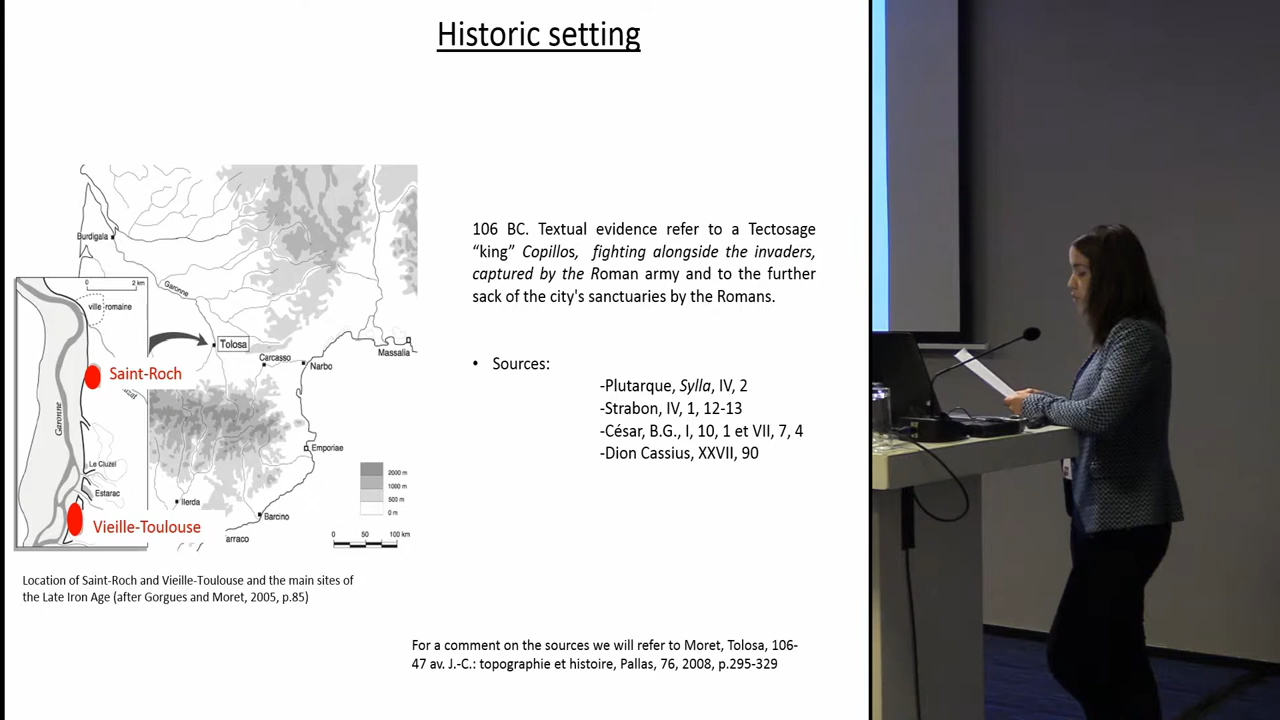 Historic setting
Burdigala
Garonne
0 2 km
ville romaine
Tolosa
Massalia
Carcasso
Narbo
Saint-Roch
Garonne
Emporiae
Le Cluzel
2000 m
Estarac
1000 m
500 m
Ilerda
0 m
Vieille-Toulouse
Barcino
arraco
0 50 100 km
Location of Saint-Roch and Vieille-Toulouse and the main sites of
the Late Iron Age (after Gorgues and Moret, 2005, p.85)
106 BC. Textual evidence refer to a Tectosage
“king” Copillos, fighting alongside the invaders,
captured by the Roman army and to the further
sack of the city's sanctuaries by the Romans.
• Sources:
-Plutarque, Sylla, IV, 2
-Strabon, IV, 1, 12-13
-César, B.G., I, 10, 1 et VII, 7, 4
-Dion Cassius, XXVII, 90
For a comment on the sources we will refer to Moret, Tolosa, 106-
47 av. J.-C.: topographie et histoire, Pallas, 76, 2008, p.295-329